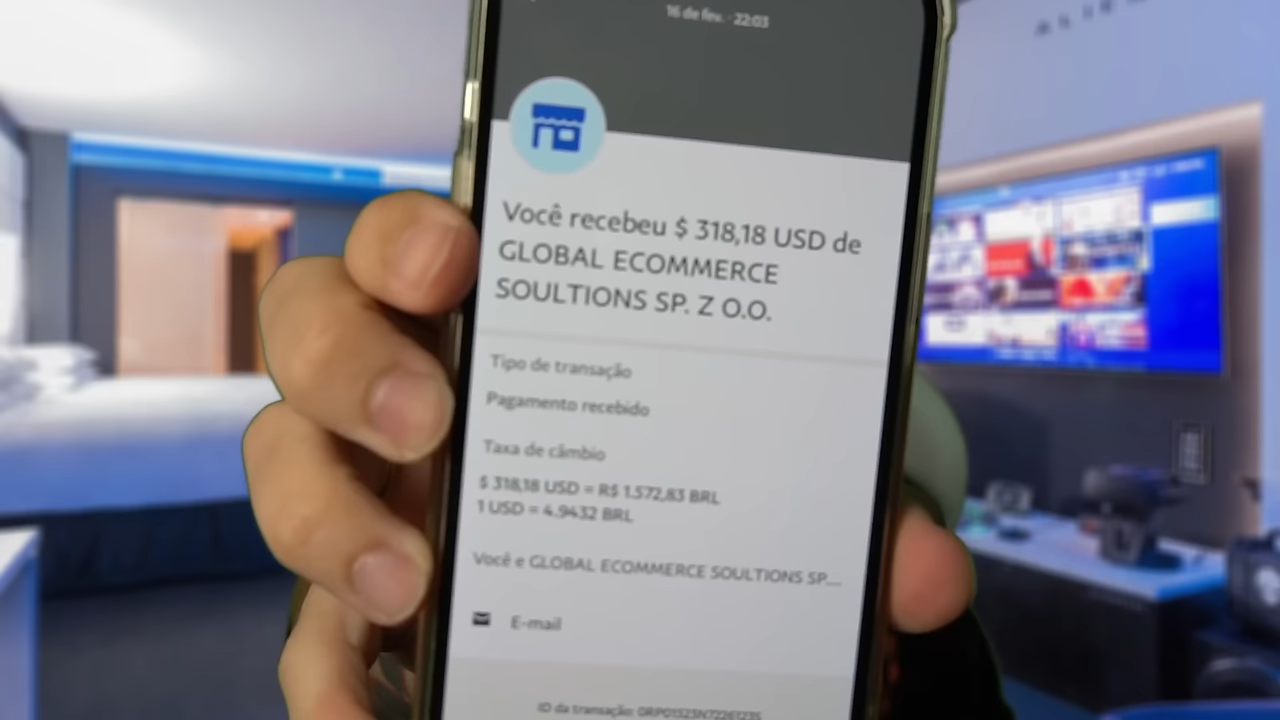 16 de fev. · 22:03
Você recebeu $ 318,18 USD de
GLOBAL ECOMMERCE
SOULTIONS SP. Z O.O.
Tipo de transação
Pagamento recebido
Taxa de câmbio
$ 318,18 USD = R$ 1.572,83 BRL
1 USD = 4.9432 BRL
Você e GLOBAL ECOMMERCE SOULTIONS SP....
E-mail
ID da transação: